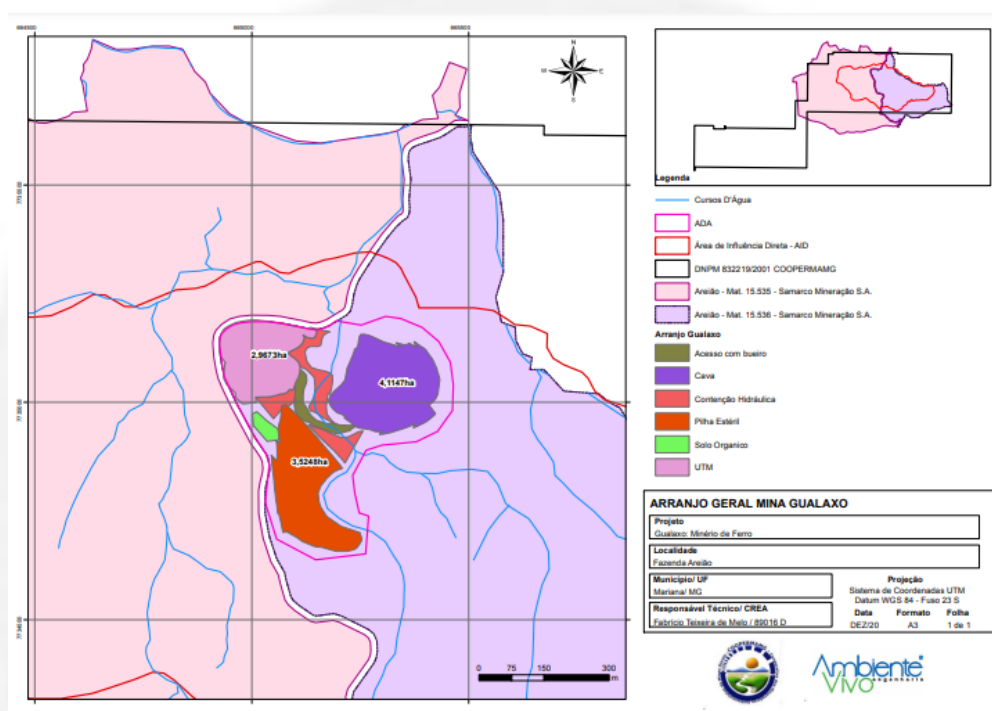 665000
N
W
E
S
2,9673ha
4,1147ha
3,5248ha
0 75 150 300
m
Legenda
Cursos D'Água
ADA
Área de Influência Direta - AID
DNPM 832219/2001 COOPERMAMG
Areião - Mat. 15.535 - Samarco Mineração S.A.
Areião - Mat. 15.536 - Samarco Mineração S.A.
Arranjo Gualaxo
Acesso com bueiro
Cava
Contenção Hidráulica
Pilha Estéril
Solo Organico
UTM
ARRANJO GERAL MINA GUALAXO
Projeto
Gualaxo: Minério de Ferro
Localidade
Fazenda Areião
Município/ UF
Mariana/ MG
Responsável Técnico/ CREA
Fabrício Teixeira de Melo / 89016 D
Projeção
Sistema de Coordenadas UTM
Datum WGS 84 - Fuso 23 S
Data Formato Folha
DEZ/20 A3 1 de 1
Ambiente
VIVO engenharia